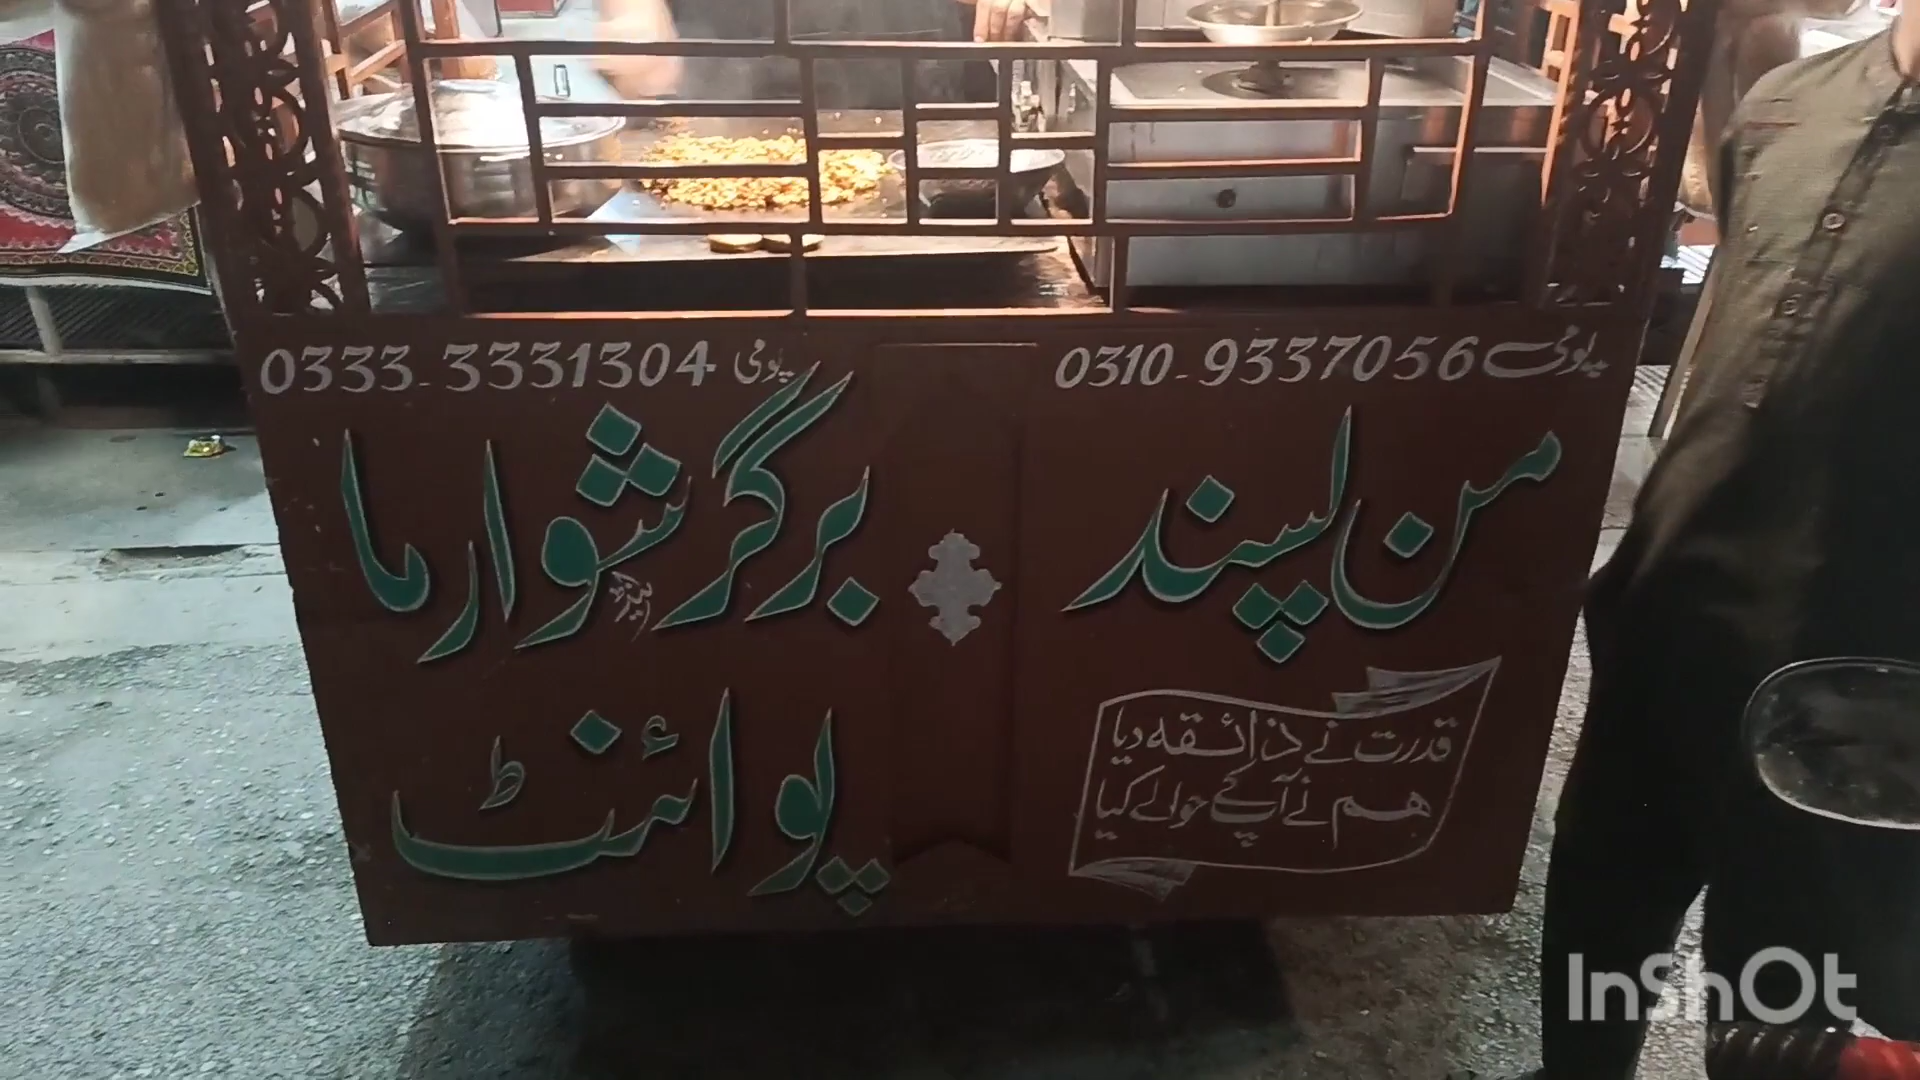 0310-9337056 پومی
0333-3331304 پومی
من پسند
برگر اینڈ شوارما
پوائنٹ
قدرت نے ذائقہ دیا
ہم نے آپ کے حوالے کیا
InShOt